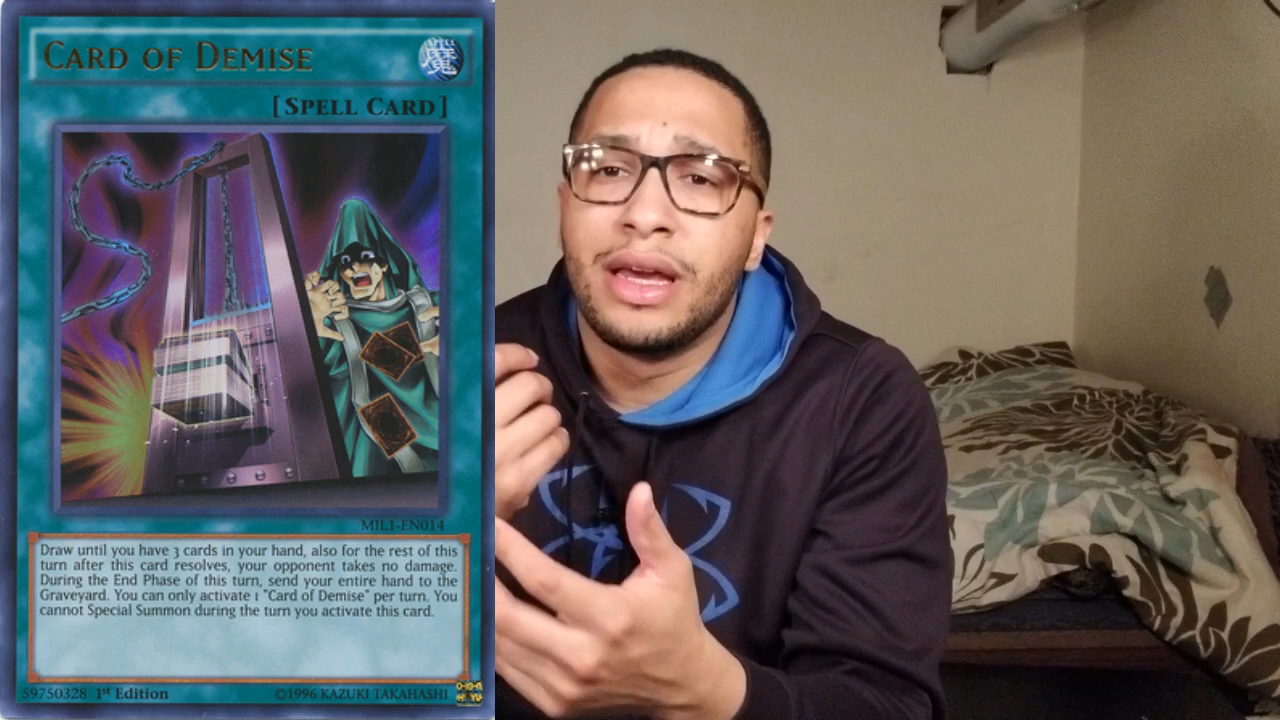 CARD OF DEMISE
魔
[SPELL CARD]
MIL1-EN014
Draw until you have 3 cards in your hand, also for the rest of this
turn after this card resolves, your opponent takes no damage.
During the End Phase of this turn, send your entire hand to the
Graveyard. You can only activate 1 "Card of Demise" per turn. You
cannot Special Summon during the turn you activate this card.
59750328 1st Edition ©1996 KAZUKI TAKAHASHI